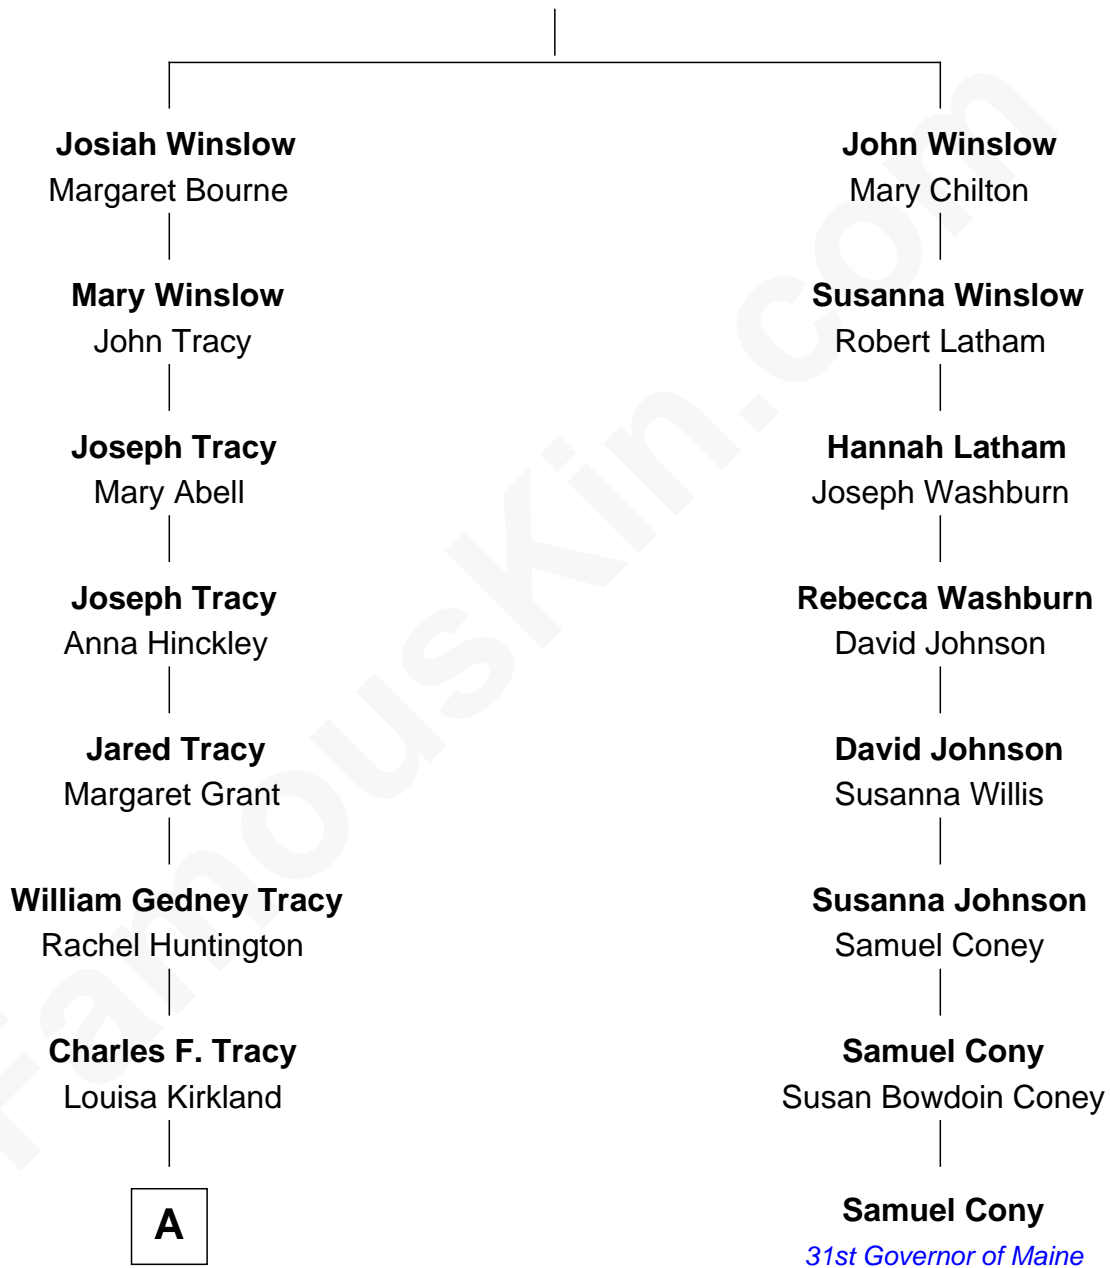 Josiah Winslow
Margaret Bourne
Mary Winslow
John Tracy
Joseph Tracy
Mary Abell
Joseph Tracy
Anna Hinckley
Jared Tracy
Margaret Grant
William Gedney Tracy
Rachel Huntington
Charles F. Tracy
Louisa Kirkland
A
John Winslow
Mary Chilton
Susanna Winslow
Robert Latham
Hannah Latham
Joseph Washburn
Rebecca Washburn
David Johnson
David Johnson
Susanna Willis
Susanna Johnson
Samuel Coney
Samuel Cony
Susan Bowdoin Coney
Samuel Cony
31st Governor of Maine
FamousKin.com